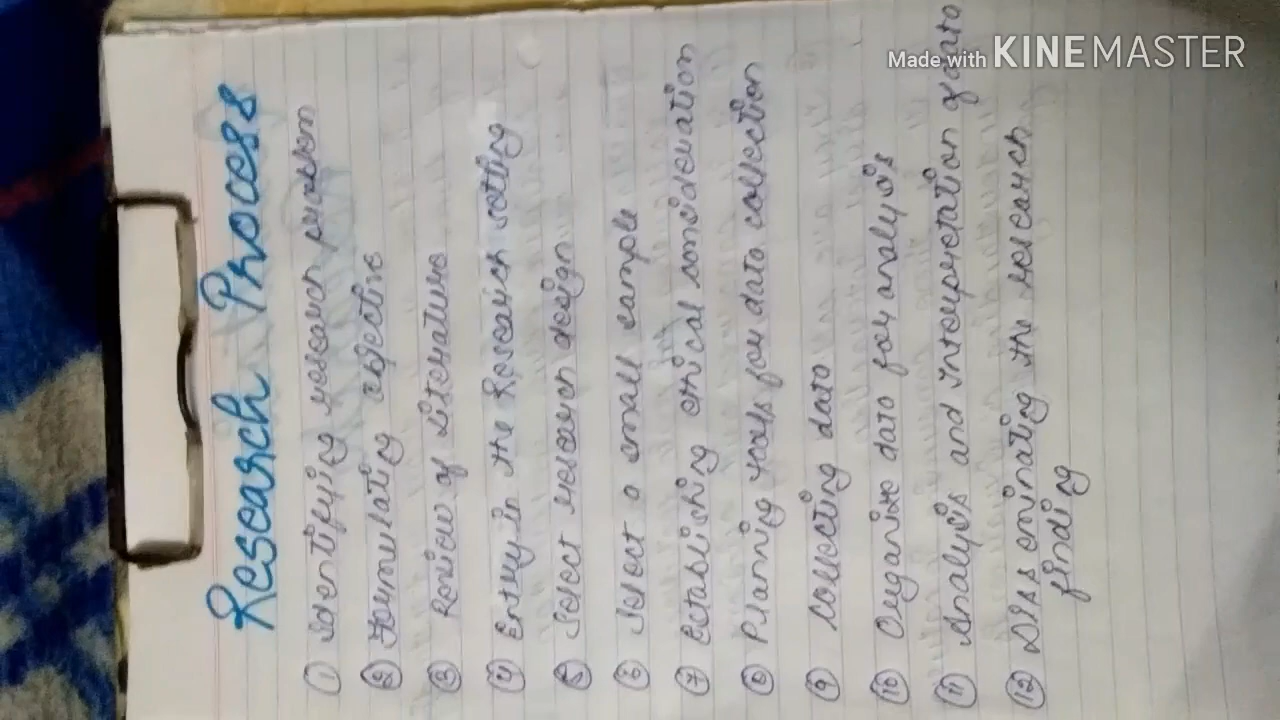 Research Process
① identifying research problem
② Formulating objective
③ Review of literature
④ Entry in the Research setting
⑤ select research design
⑥ select a small sample
⑦ establishing ethical consideration
⑧ Planning tools for data collection
⑨ collecting data
⑩ Organize data for analysis
⑪ Analysis and interpretation of data
⑫ Diss eminating the research
finding
Made with KINEMASTER